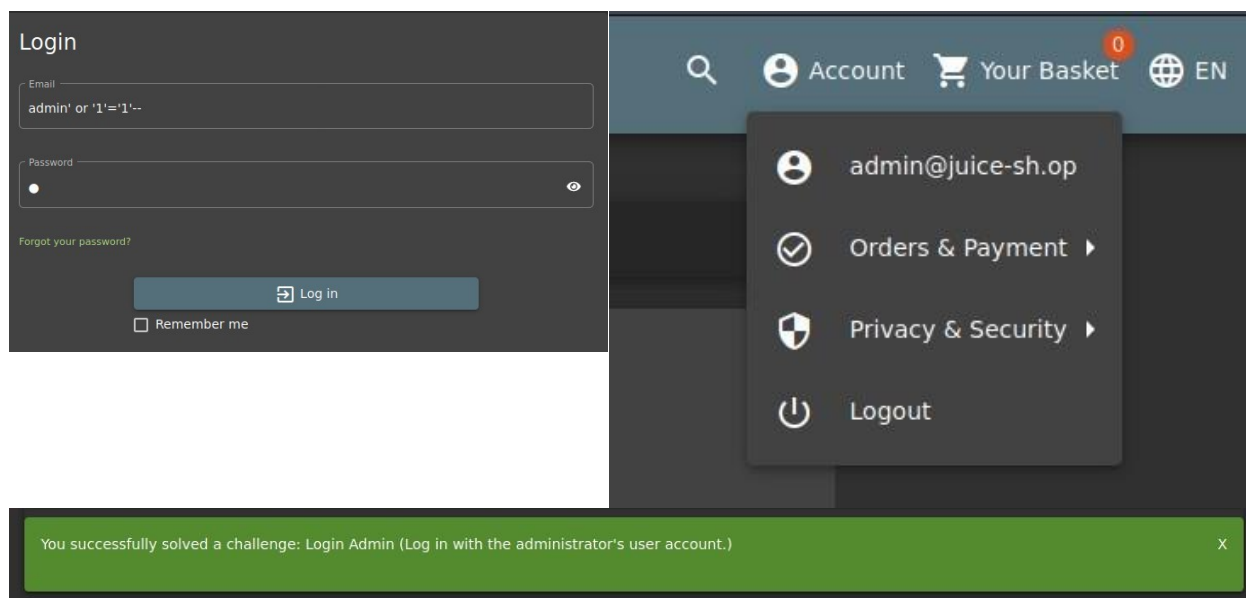 Login
Email
admin' or '1'='1'--
Password
Forgot your password?
Log in
Remember me
0
Account
Your Basket
EN
admin@juice-sh.op
Orders & Payment
Privacy & Security
Logout
You successfully solved a challenge: Login Admin (Log in with the administrator's user account.)
X